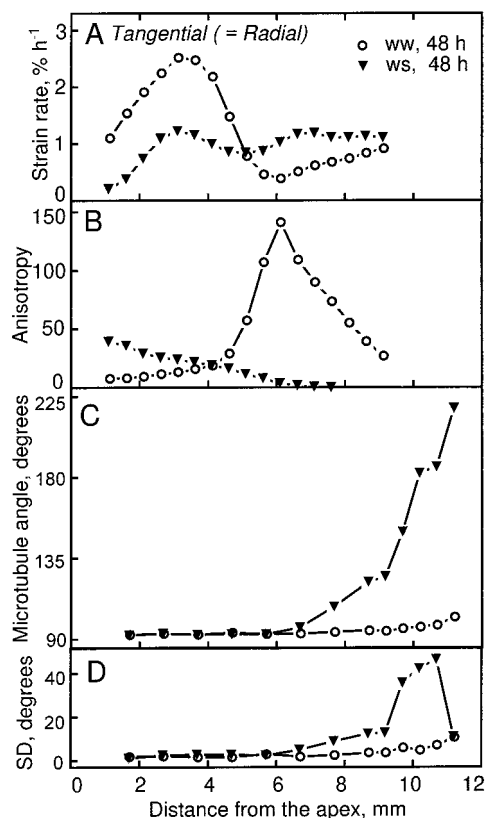 A Tangential ( = Radial)
ww, 48 h
ws, 48 h
Strain rate, % h-1
3
2
1
0
B
Anisotropy
150
100
50
0
C
Microtubule angle, degrees
225
180
135
90
D
SD, degrees
40
20
0
0 2 4 6 8 10 12
Distance from the apex, mm